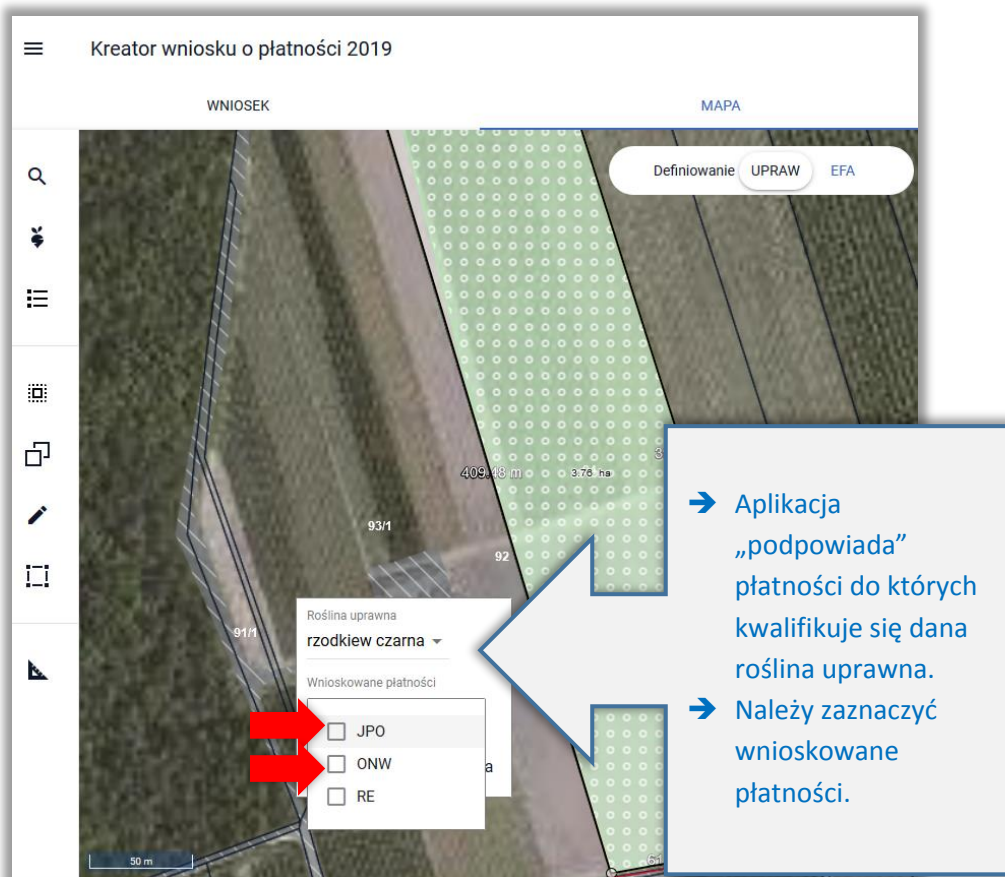 Kreator wniosku o płatności 2019
WNIOSEK
MAPA
Definiowanie UPRAW EFA
409.48 m
3.76 ha
3
93/1
92
91/1
Roślina uprawna
rzodkiew czarna
Wnioskowane płatności
JPO
ONW
a
RE
50 m
➔ Aplikacja
„podpowiada”
płatności do których
kwalifikuje się dana
roślina uprawna.
➔ Należy zaznaczyć
wnioskowane
płatności.